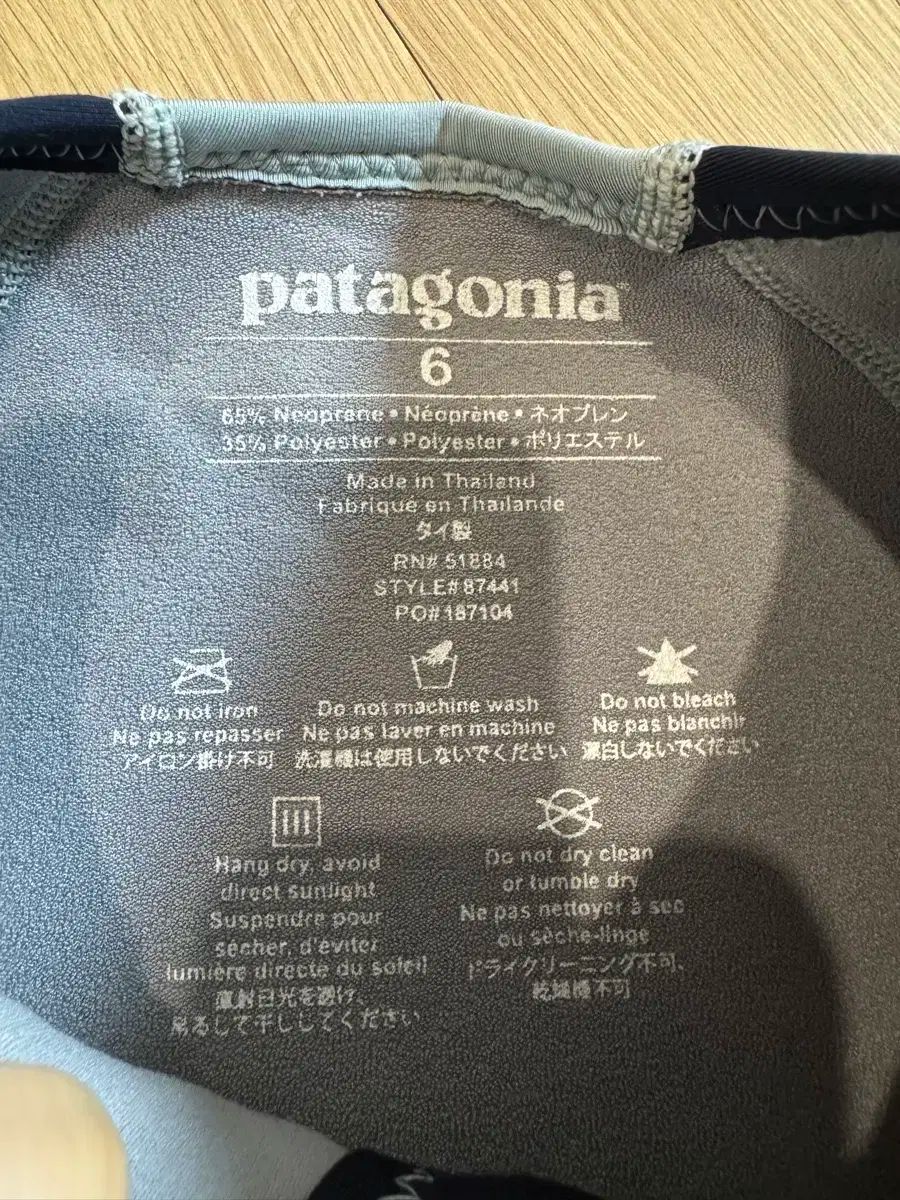 patagonia
6
65% Neoprene • Néoprène • ネオプレン
35% Polyester • Polyester • ポリエステル
Made in Thailand
Fabriqué en Thaïlande
タイ製
RN# 51884
STYLE# 87441
PO# 187104
Do not iron
Ne pas repasser
アイロン掛け不可
Do not machine wash
Ne pas laver en machine
洗濯機は使用しないでください
Do not bleach
Ne pas blanchir
漂白しないでください
Hang dry, avoid
direct sunlight
Suspendre pour
sécher, d'éviter
lumière directe du soleil
直射日光を避け、
吊るして干ししてください
Do not dry clean
or tumble dry
Ne pas nettoyer à sec
ou sèche-linge
ドライクリーニング不可、
乾燥機不可